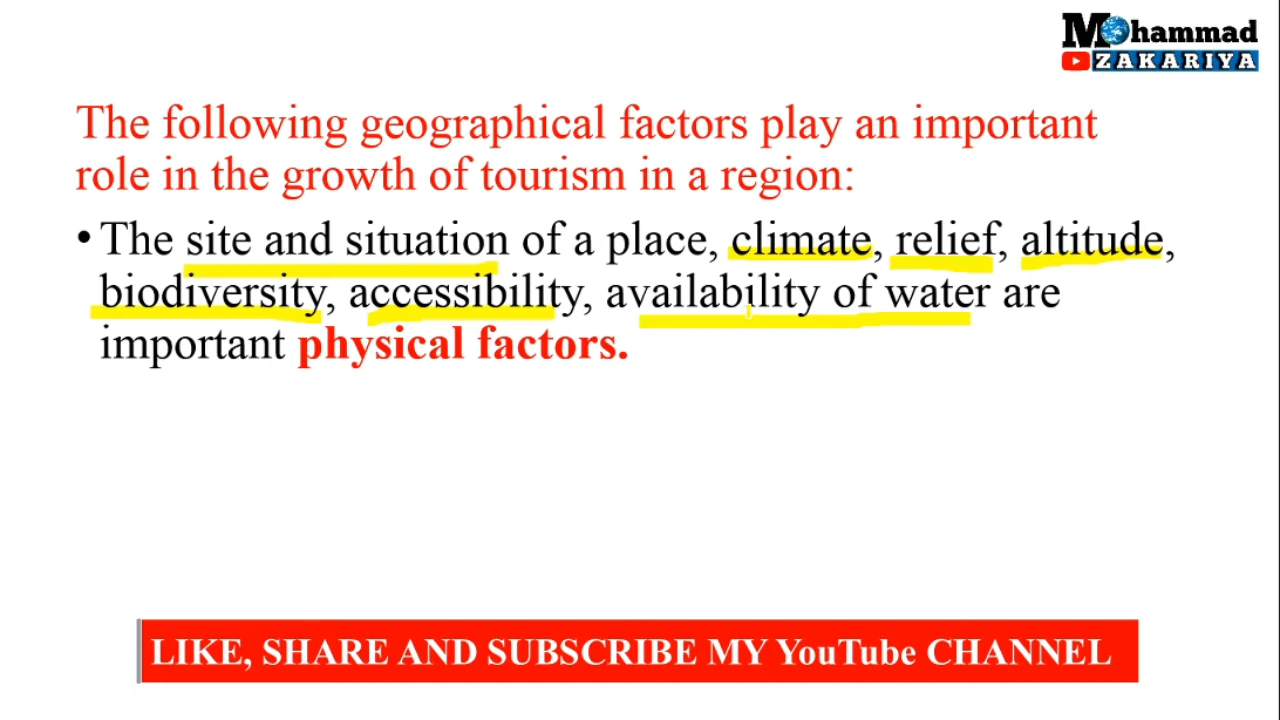 Mohammad
ZAKARIYA
The following geographical factors play an important
role in the growth of tourism in a region:
• The site and situation of a place, climate, relief, altitude,
biodiversity, accessibility, availability of water are
important physical factors.
LIKE, SHARE AND SUBSCRIBE MY YouTube CHANNEL